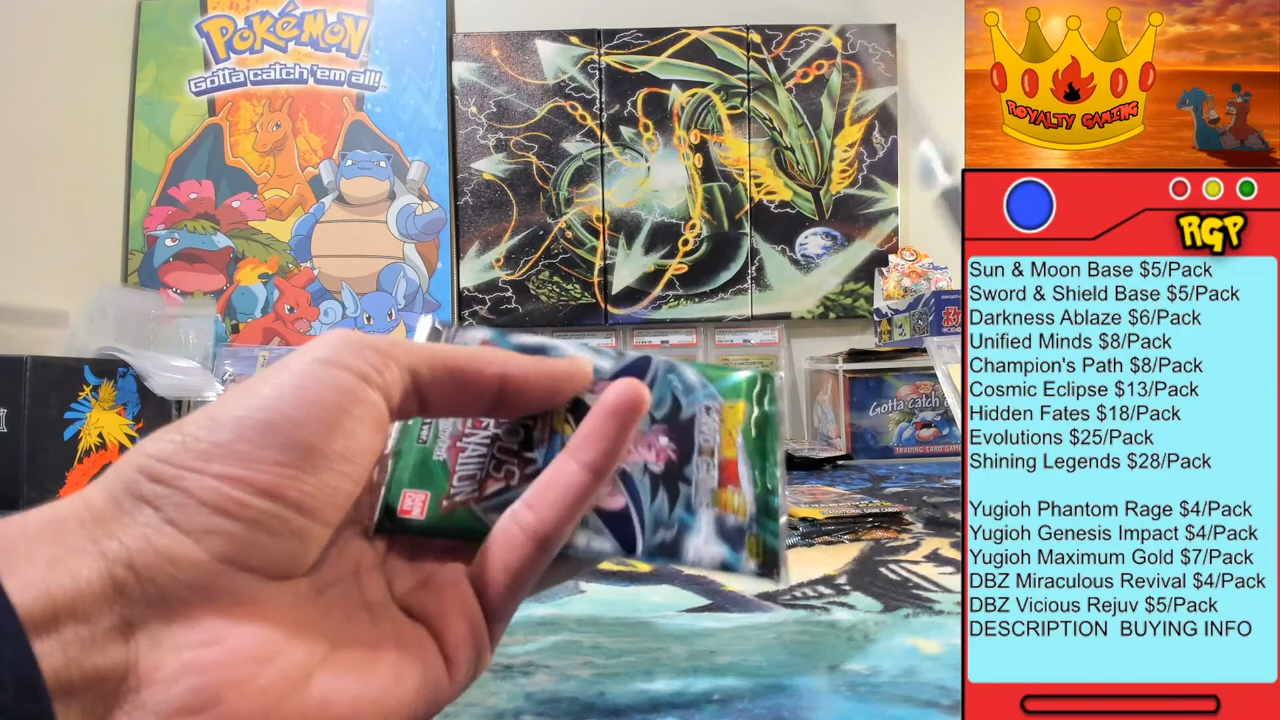 POKÉMON
Gotta catch 'em all!
ROYALTY GAMING
RGP
Sun & Moon Base $5/Pack
Sword & Shield Base $5/Pack
Darkness Ablaze $6/Pack
Unified Minds $8/Pack
Champion's Path $8/Pack
Cosmic Eclipse $13/Pack
Hidden Fates $18/Pack
Evolutions $25/Pack
Shining Legends $28/Pack
Yugioh Phantom Rage $4/Pack
Yugioh Genesis Impact $4/Pack
Yugioh Maximum Gold $7/Pack
DBZ Miraculous Revival $4/Pack
DBZ Vicious Rejuv $5/Pack
DESCRIPTION BUYING INFO
Gotta catch
TRADING CARD GAME